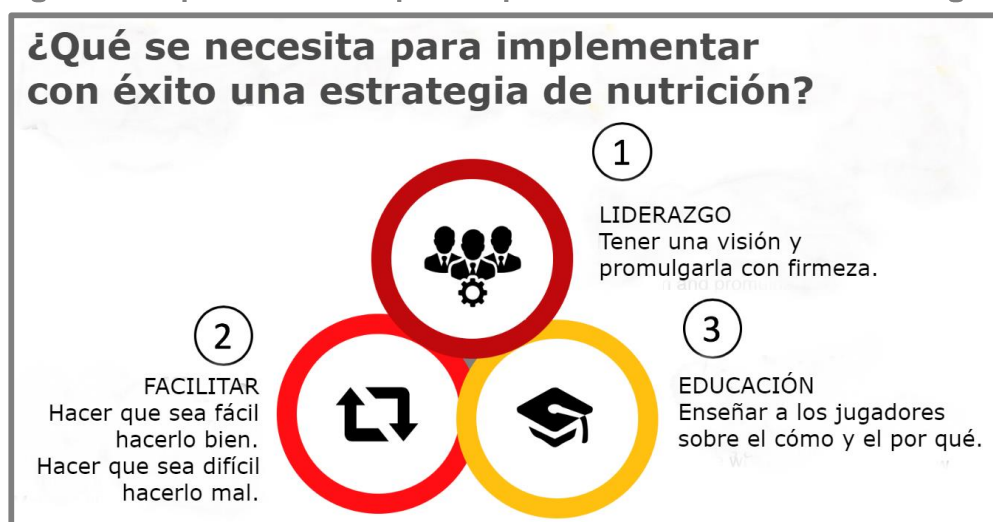 ¿Qué se necesita para implementar
con éxito una estrategia de nutrición?
1
LIDERAZGO
Tener una visión y
promulgarla con firmeza.
2
FACILITAR
Hacer que sea fácil
hacerlo bien.
Hacer que sea difícil
hacerlo mal.
3
EDUCACIÓN
Enseñar a los jugadores
sobre el cómo y el por qué.